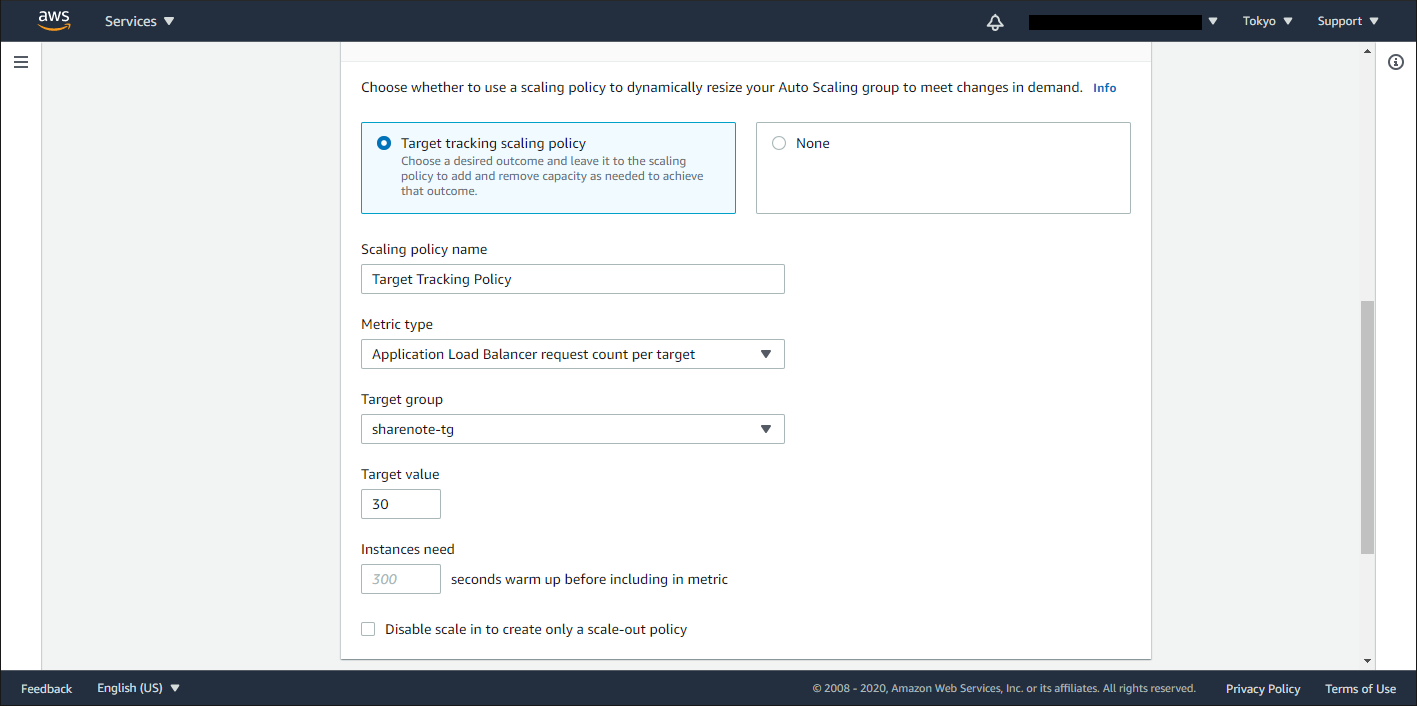 aws
Services
Tokyo
Support
Choose whether to use a scaling policy to dynamically resize your Auto Scaling group to meet changes in demand. Info
Target tracking scaling policy
Choose a desired outcome and leave it to the scaling
policy to add and remove capacity as needed to achieve
that outcome.
None
Scaling policy name
Target Tracking Policy
Metric type
Application Load Balancer request count per target
Target group
sharenote-tg
Target value
30
Instances need
300 seconds warm up before including in metric
Disable scale in to create only a scale-out policy
Feedback
English (US)
© 2008 - 2020, Amazon Web Services, Inc. or its affiliates. All rights reserved.
Privacy Policy
Terms of Use